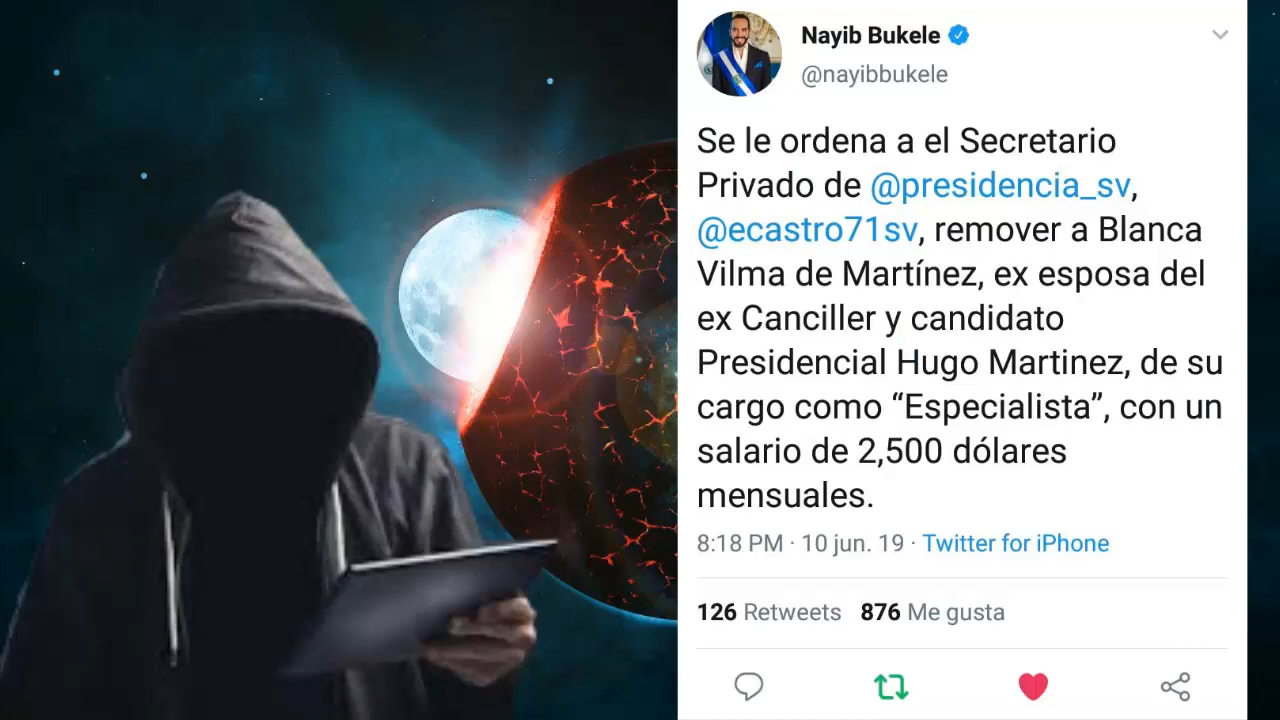 Nayib Bukele
@nayibbukele
Se le ordena a el Secretario
Privado de @presidencia_sv,
@ecastro71sv, remover a Blanca
Vilma de Martínez, ex esposa del
ex Canciller y candidato
Presidencial Hugo Martinez, de su
cargo como “Especialista”, con un
salario de 2,500 dólares
mensuales.
8:18 PM · 10 jun. 19 · Twitter for iPhone
126 Retweets 876 Me gusta